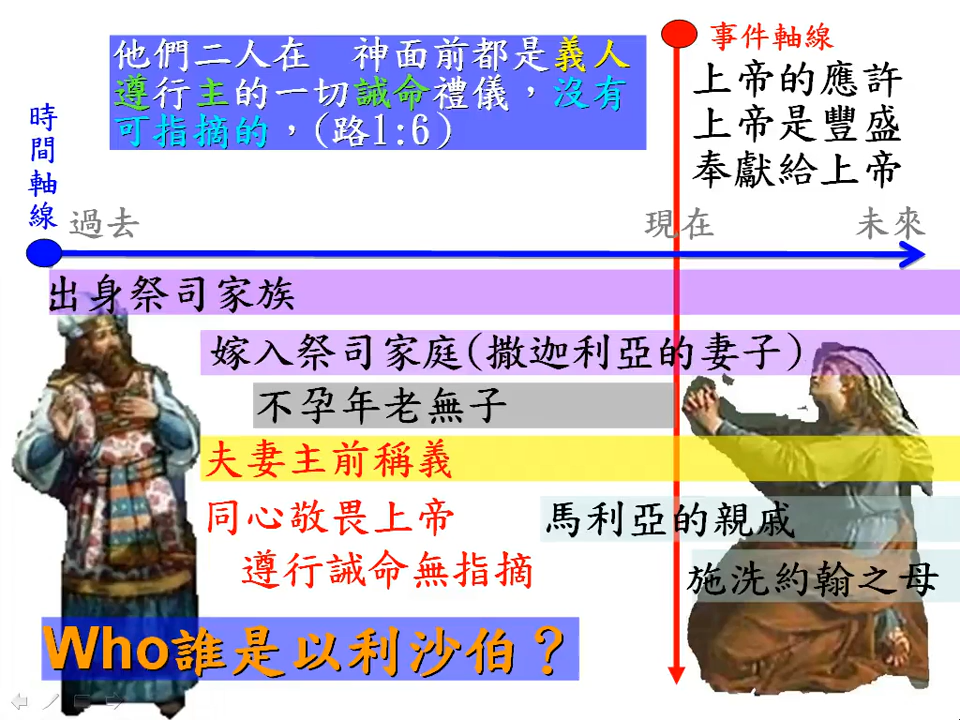 他們二人在　神面前都是義人
遵行主的一切誡命禮儀，沒有
可指摘的，(路1:6)
事件軸線
上帝的應許
上帝是豐盛
奉獻給上帝
時間軸線
過去
現在
未來
出身祭司家族
嫁入祭司家庭(撒迦利亞的妻子)
不孕年老無子
夫妻主前稱義
同心敬畏上帝
馬利亞的親戚
遵行誡命無指摘
施洗約翰之母
Who誰是以利沙伯？